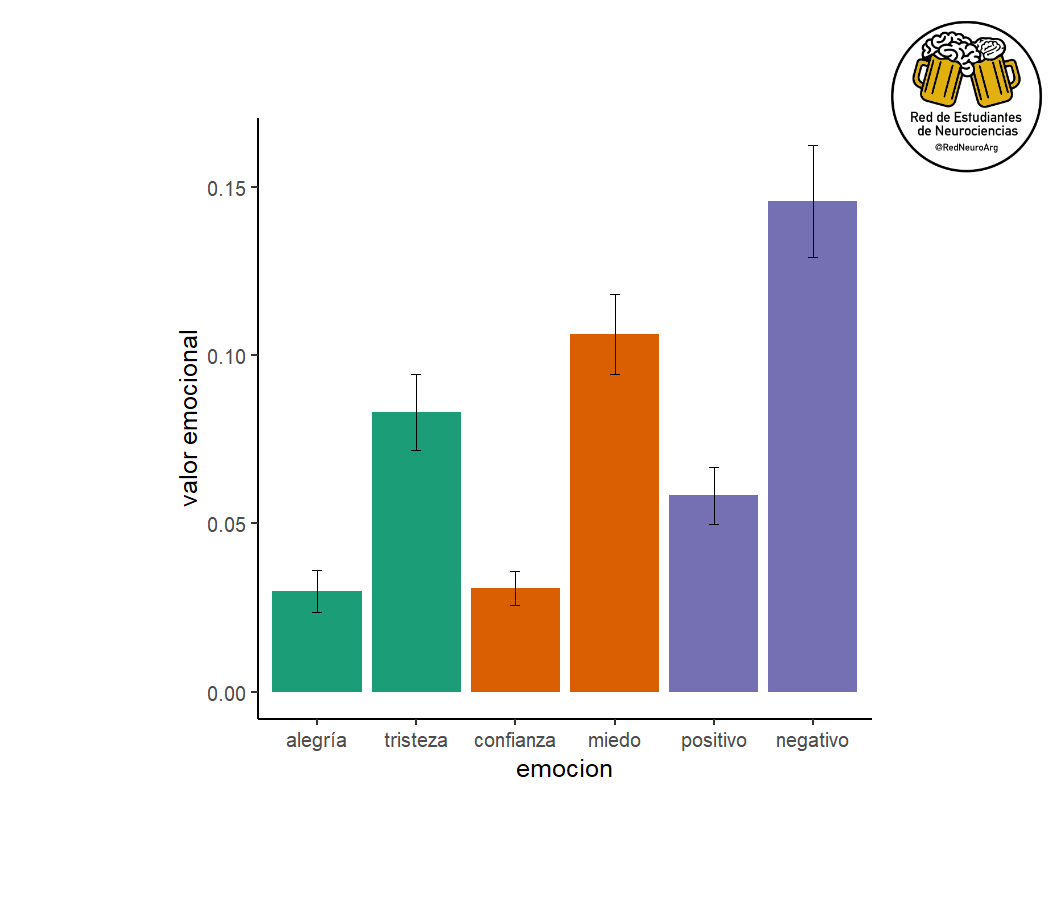 Red de Estudiantes
de Neurociencias
@RedNeuroArg
valor emocional
0.15
0.10
0.05
0.00
alegría tristeza confianza miedo positivo negativo
emocion